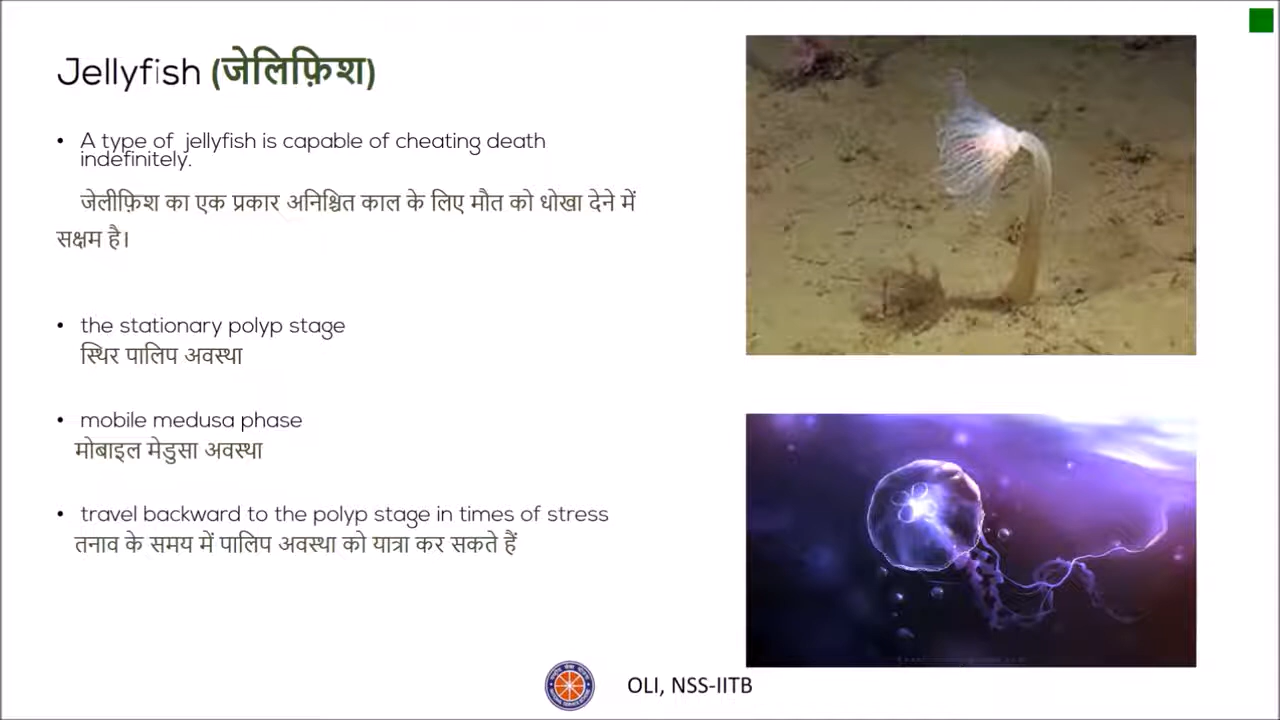 Jellyfish (जेलिफ़िश)
• A type of jellyfish is capable of cheating death
indefinitely.
जेलीफ़िश का एक प्रकार अनिश्चित काल के लिए मौत को धोखा देने में
सक्षम है।
• the stationary polyp stage
स्थिर पालिप अवस्था
• mobile medusa phase
मोबाइल मेडुसा अवस्था
• travel backward to the polyp stage in times of stress
तनाव के समय में पालिप अवस्था को यात्रा कर सकते हैं
OLI, NSS-IITB